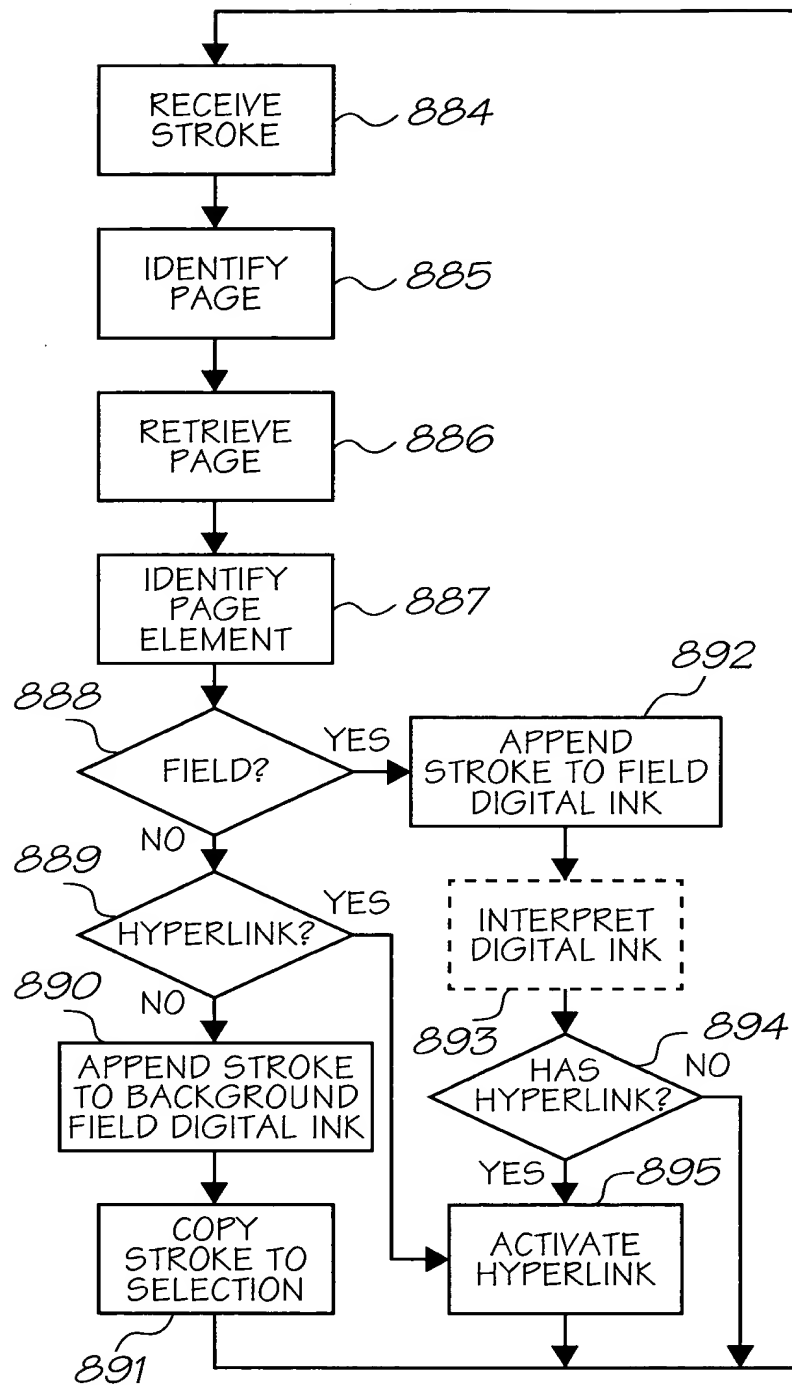 RECEIVE
STROKE
884
IDENTIFY
PAGE
885
RETRIEVE
PAGE
886
IDENTIFY
PAGE
ELEMENT
887
888
FIELD?
YES
NO
892
APPEND
STROKE TO FIELD
DIGITAL INK
889
HYPERLINK?
YES
NO
INTERPRET
DIGITAL INK
893
890
APPEND STROKE
TO BACKGROUND
FIELD DIGITAL INK
894
HAS
HYPERLINK?
NO
YES
895
COPY
STROKE TO
SELECTION
891
ACTIVATE
HYPERLINK